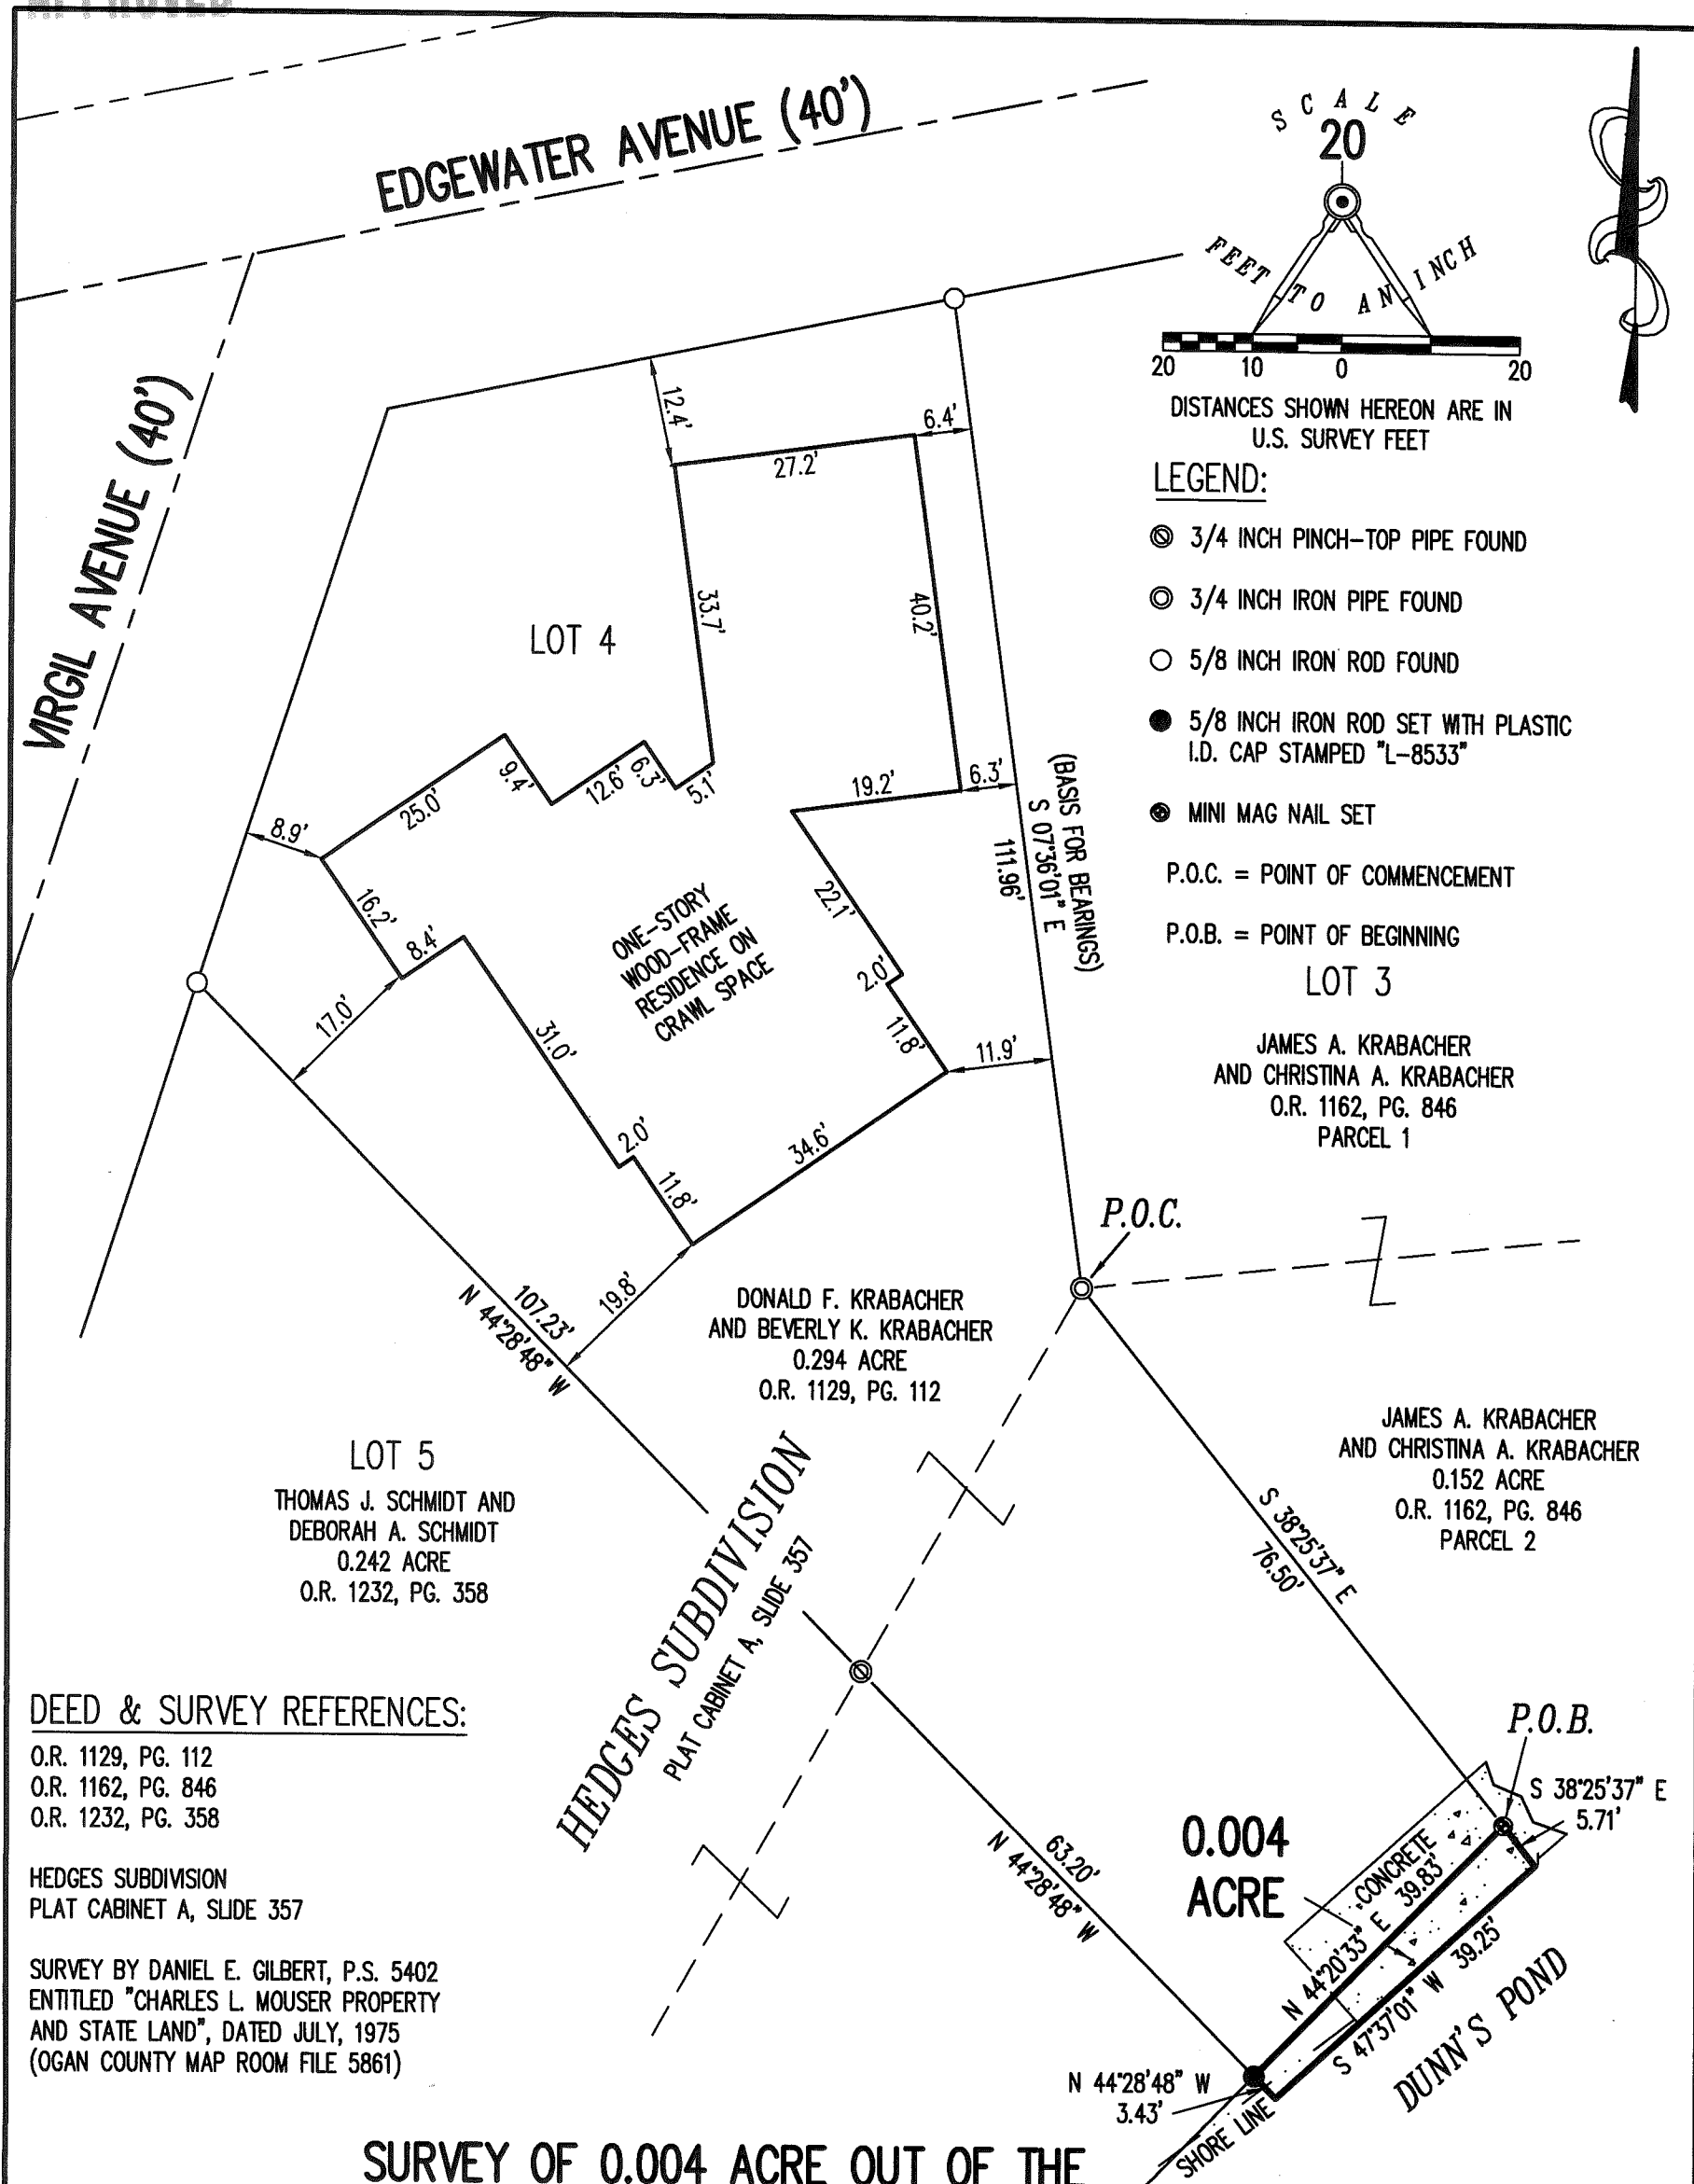 APPROVED
EDGEWATER AVENUE (40')
VIRGIL AVENUE (40')
SCALE
20
FEET TO AN INCH
20 10 0 20
DISTANCES SHOWN HEREON ARE IN
U.S. SURVEY FEET
LEGEND:
3/4 INCH PINCH-TOP PIPE FOUND
3/4 INCH IRON PIPE FOUND
5/8 INCH IRON ROD FOUND
5/8 INCH IRON ROD SET WITH PLASTIC
I.D. CAP STAMPED "L-8533"
MINI MAG NAIL SET
P.O.C. = POINT OF COMMENCEMENT
P.O.B. = POINT OF BEGINNING
LOT 3
JAMES A. KRABACHER
AND CHRISTINA A. KRABACHER
O.R. 1162, PG. 846
PARCEL 1
12.4'
6.4'
27.2'
33.7'
40.2'
LOT 4
9.4'
12.6'
6.3'
5.1'
25.0'
8.9'
19.2'
6.3'
(BASIS FOR BEARINGS)
S 07°36'01" E
111.96'
16.2'
8.4'
17.0'
ONE-STORY
WOOD-FRAME
RESIDENCE ON
CRAWL SPACE
22.1'
2.0'
11.8'
11.9'
31.0'
2.0'
11.8'
34.6'
19.8'
107.23'
N 44°28'48" W
P.O.C.
DONALD F. KRABACHER
AND BEVERLY K. KRABACHER
0.294 ACRE
O.R. 1129, PG. 112
JAMES A. KRABACHER
AND CHRISTINA A. KRABACHER
0.152 ACRE
O.R. 1162, PG. 846
PARCEL 2
S 38°25'37" E
76.50'
LOT 5
THOMAS J. SCHMIDT AND
DEBORAH A. SCHMIDT
0.242 ACRE
O.R. 1232, PG. 358
HEDGES SUBDIVISION
PLAT CABINET A, SLIDE 357
DEED & SURVEY REFERENCES:
O.R. 1129, PG. 112
O.R. 1162, PG. 846
O.R. 1232, PG. 358
HEDGES SUBDIVISION
PLAT CABINET A, SLIDE 357
SURVEY BY DANIEL E. GILBERT, P.S. 5402
ENTITLED "CHARLES L. MOUSER PROPERTY
AND STATE LAND", DATED JULY, 1975
(OGAN COUNTY MAP ROOM FILE 5861)
63.20'
N 44°28'48" W
P.O.B.
S 38°25'37" E
5.71'
0.004
ACRE
CONCRETE
39.83'
N 44°20'33" E
S 47°37'01" W 39.25'
DUNN'S POND
N 44°28'48" W
3.43'
SHORE LINE
SURVEY OF 0.004 ACRE OUT OF THE